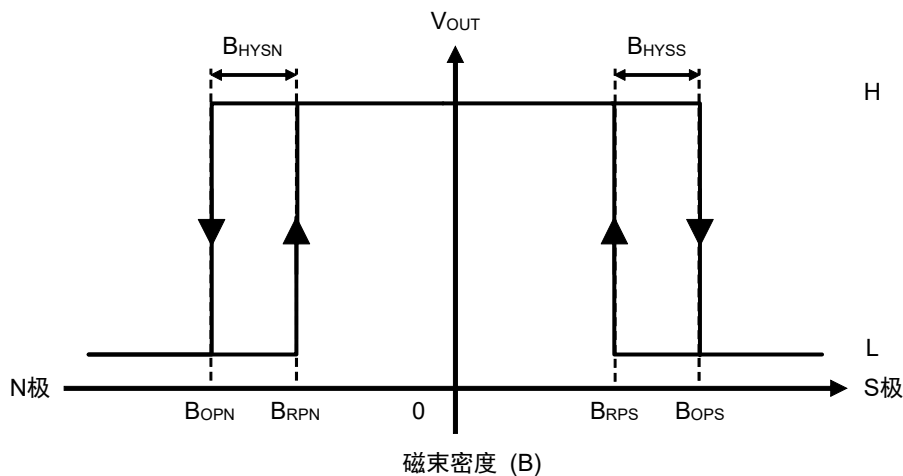 VOUT
BHYSN
BHYSS
H
L
N极
S极
BOPN
BRPN
0
BRPS
BOPS
磁束密度 (B)